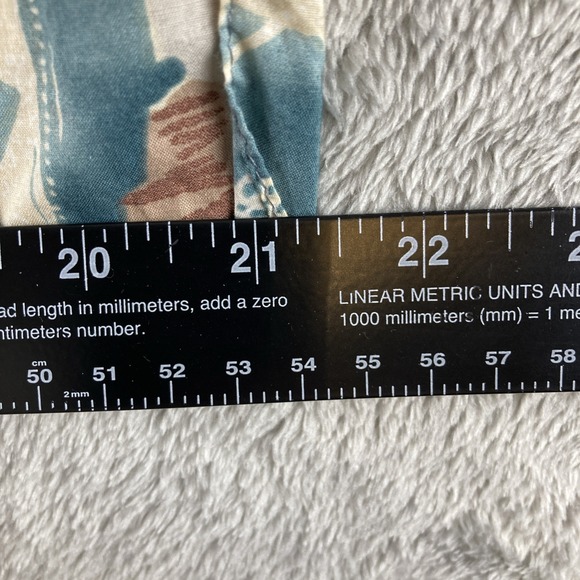 20 21 22 2
ad length in millimeters, add a zero
ntimeters number.
LINEAR METRIC UNITS AND
1000 millimeters (mm) = 1 me
cm
50 51 52 53 54 55 56 57 58
2mm